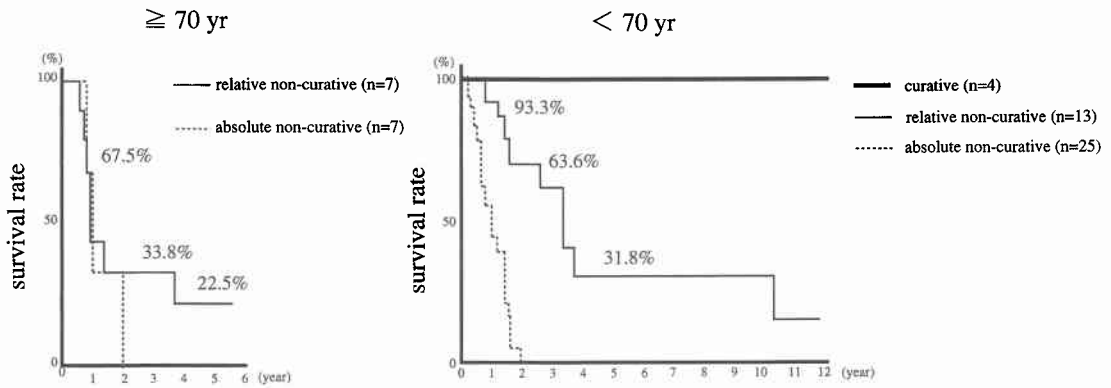 ≧ 70 yr
(%)
100
50
0
survival rate
relative non-curative (n=7)
absolute non-curative (n=7)
67.5%
33.8%
22.5%
0 1 2 3 4 5 6 (year)
< 70 yr
(%)
100
50
0
survival rate
93.3%
63.6%
31.8%
0 1 2 3 4 5 6 7 8 9 10 11 12 (year)
curative (n=4)
relative non-curative (n=13)
absolute non-curative (n=25)